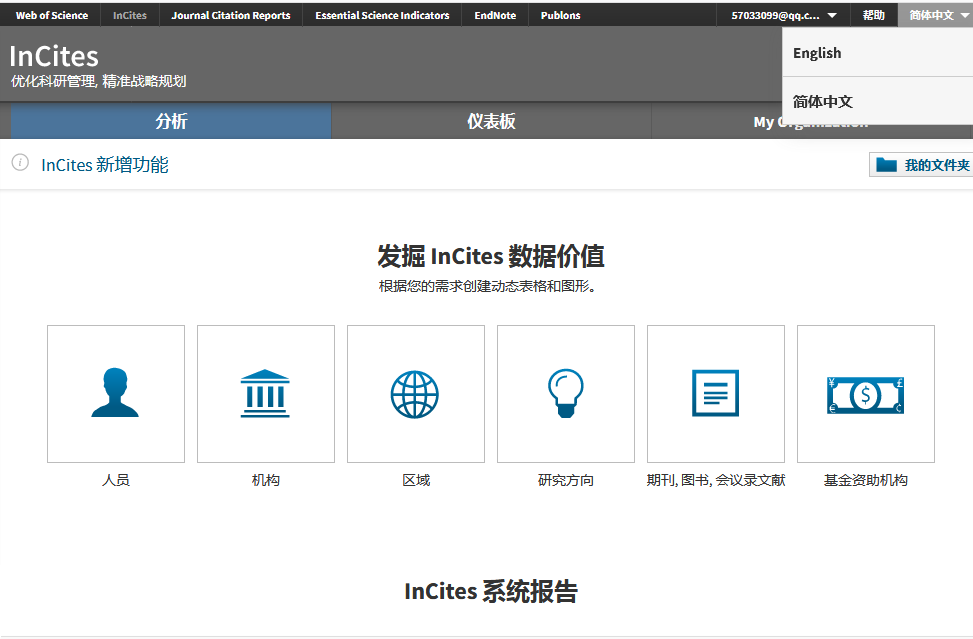 Web of Science InCites Journal Citation Reports Essential Science Indicators EndNote Publons 57033099@qq.c... 帮助 简体中文
English
简体中文
InCites
优化科研管理, 精准战略规划
分析 仪表板 My Organization
InCites 新增功能 我的文件夹
发掘 InCites 数据价值
根据您的需求创建动态表格和图形。
人员 机构 区域 研究方向 期刊, 图书, 会议录文献 基金资助机构
InCites 系统报告